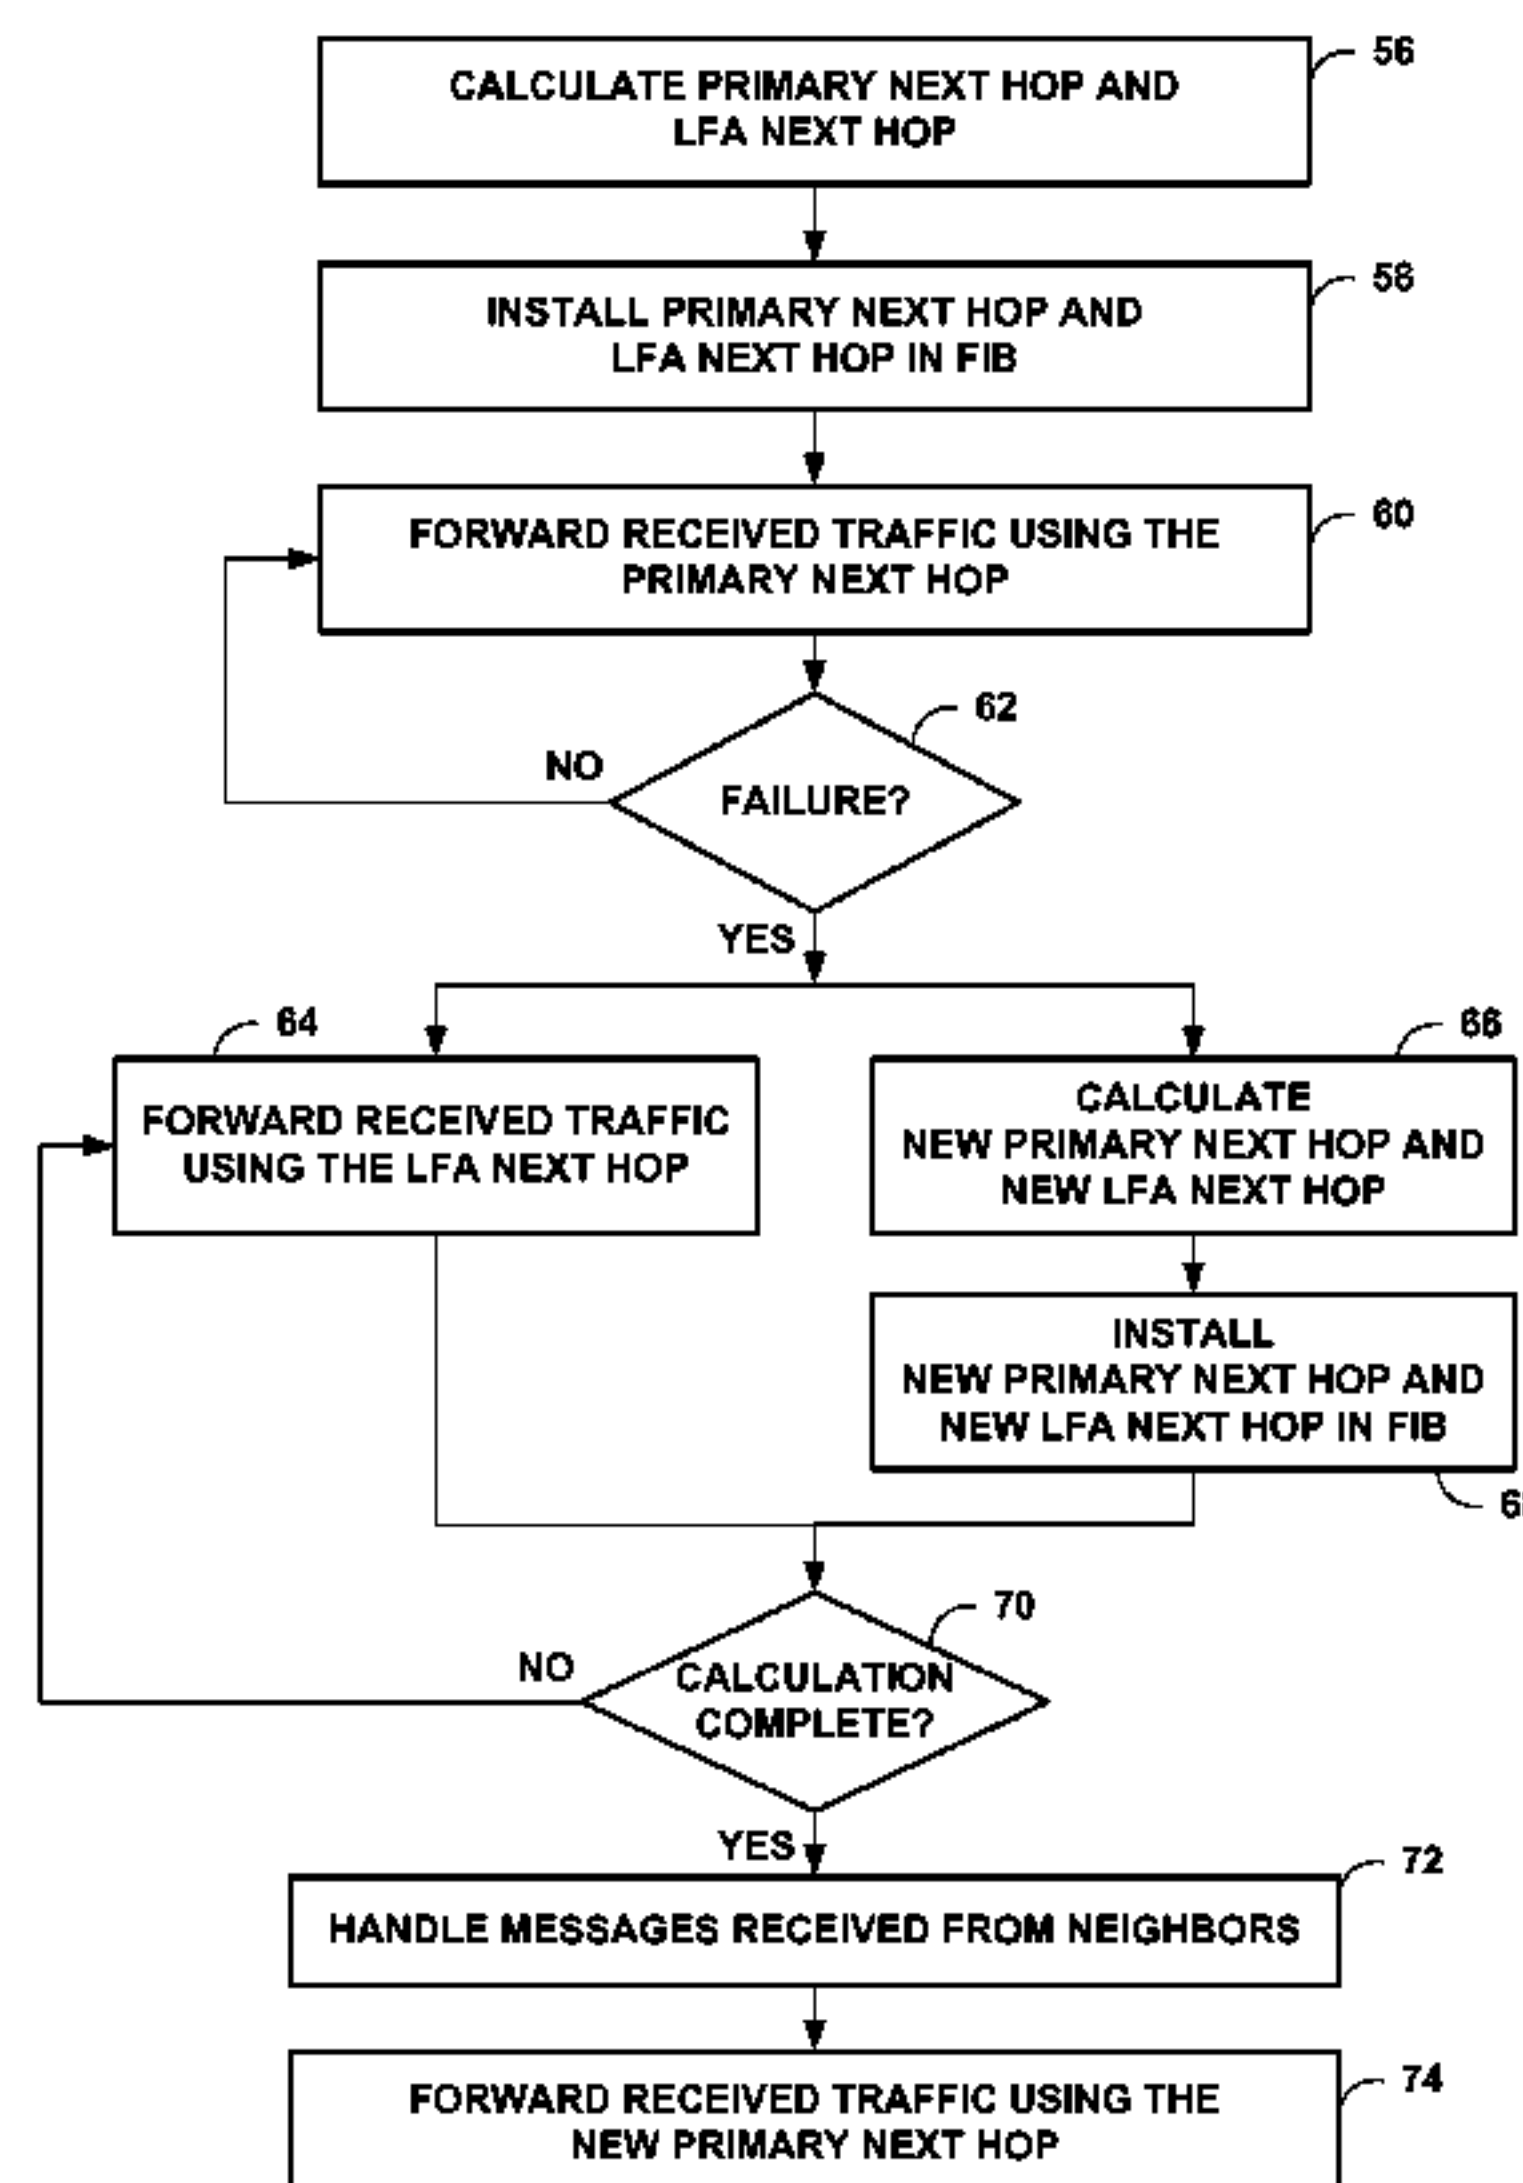 56
CALCULATE PRIMARY NEXT HOP AND
LFA NEXT HOP
58
INSTALL PRIMARY NEXT HOP AND
LFA NEXT HOP IN FIB
60
FORWARD RECEIVED TRAFFIC USING THE
PRIMARY NEXT HOP
62
NO
FAILURE?
YES
64
FORWARD RECEIVED TRAFFIC
USING THE LFA NEXT HOP
66
CALCULATE
NEW PRIMARY NEXT HOP AND
NEW LFA NEXT HOP
INSTALL
NEW PRIMARY NEXT HOP AND
NEW LFA NEXT HOP IN FIB
70
NO
CALCULATION
COMPLETE?
YES
72
HANDLE MESSAGES RECEIVED FROM NEIGHBORS
74
FORWARD RECEIVED TRAFFIC USING THE
NEW PRIMARY NEXT HOP